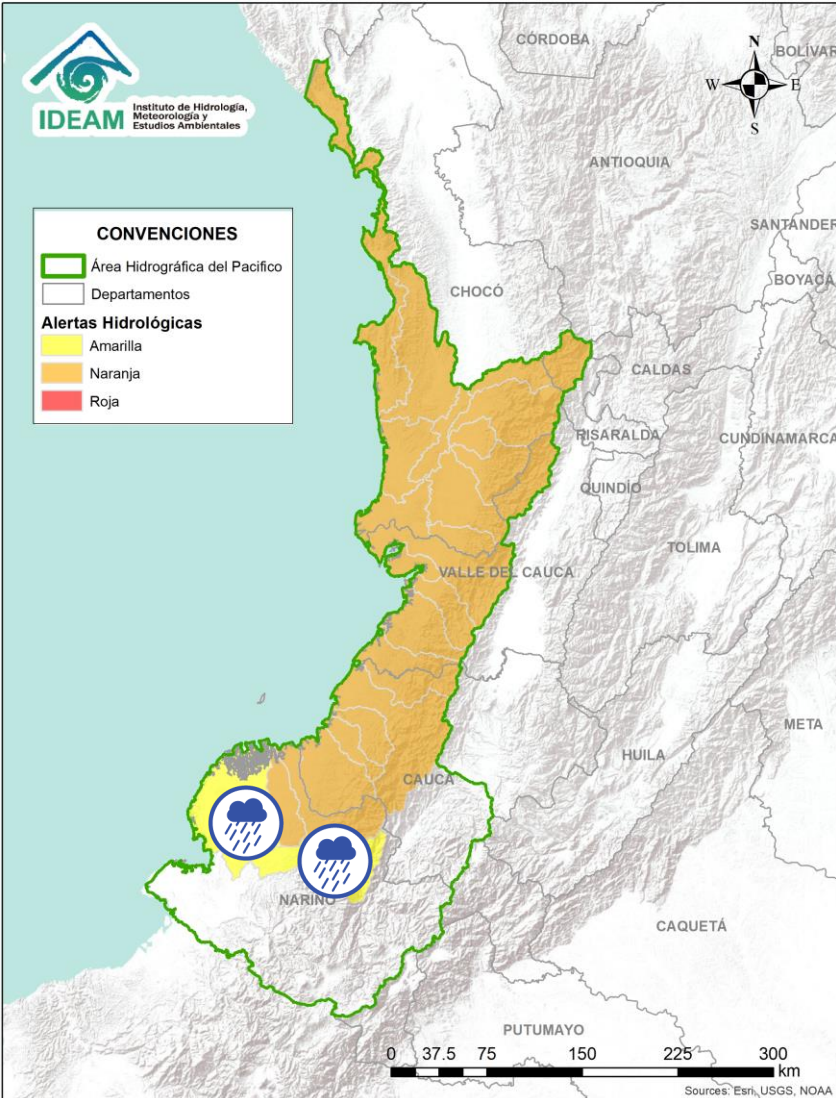 IDEAM
Instituto de Hidrología,
Meteorología y
Estudios Ambientales
CÓRDOBA
BOLÍVAR
N
W
E
S
ANTIOQUIA
SANTANDER
BOYACÁ
CONVENCIONES
Área Hidrográfica del Pacifico
Departamentos
Alertas Hidrológicas
Amarilla
Naranja
Roja
CHOCÓ
CALDAS
RISARALDA
CUNDINAMARCA
QUINDÍO
TOLIMA
VALLE DEL CAUCA
META
HUILA
CAUCA
NARIÑO
CAQUETÁ
PUTUMAYO
0 37.5 75 150 225 300
km
Sources: Esri, USGS, NOAA